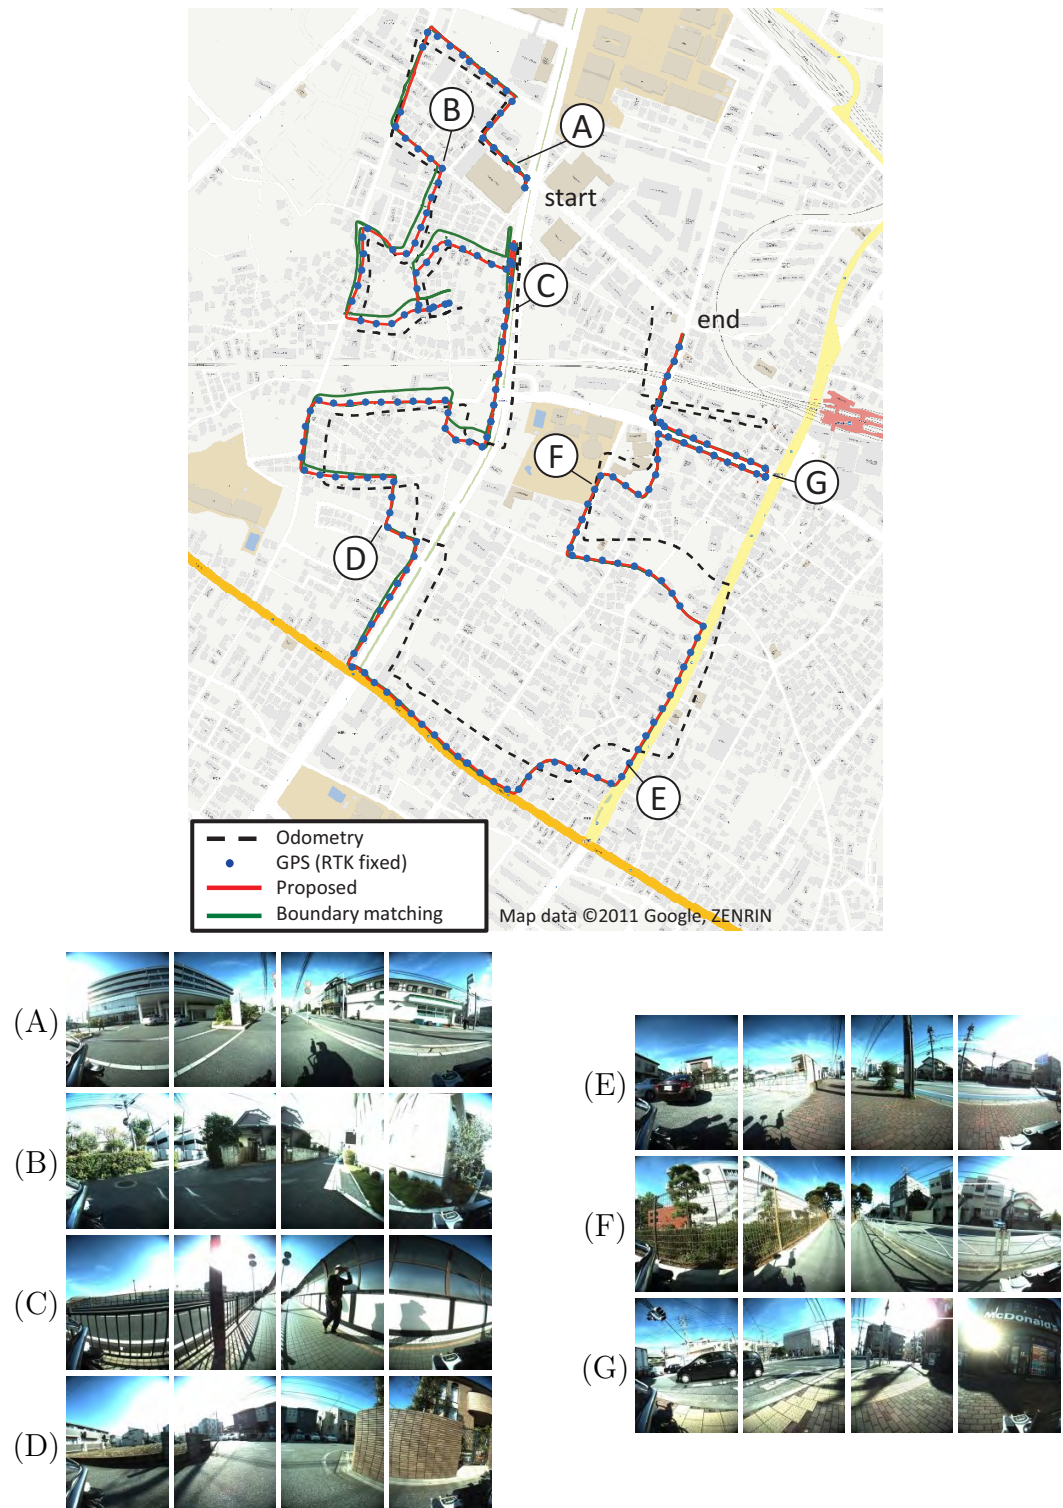 B
A
start
C
end
F
G
D
E
Odometry
GPS (RTK fixed)
Proposed
Boundary matching
Map data ©2011 Google, ZENRIN
(A)
(B)
(C)
(D)
(E)
(F)
(G)
McDonald's